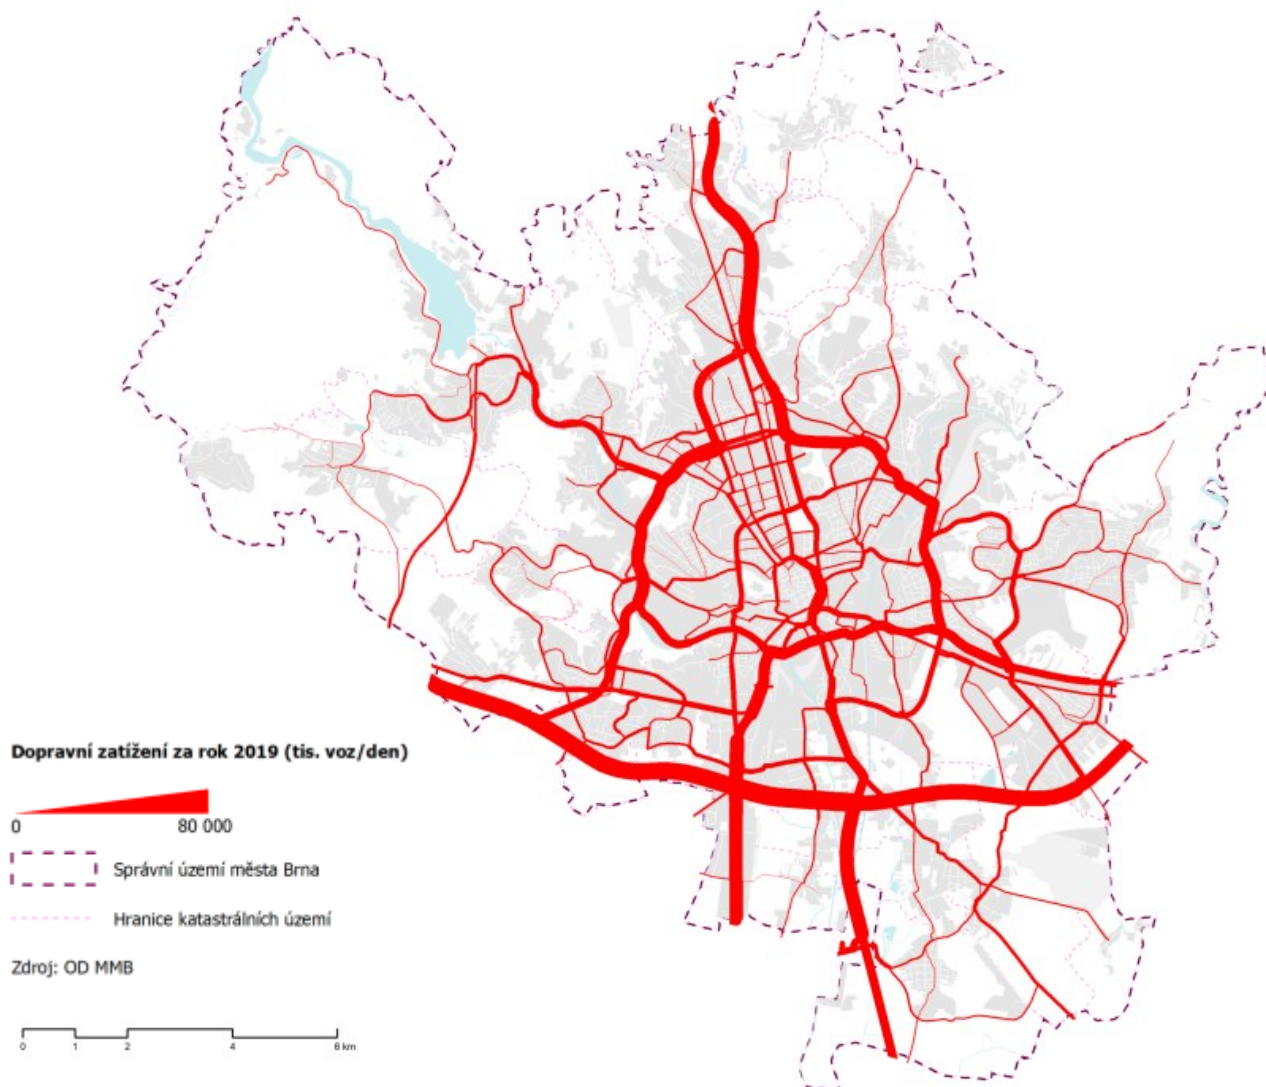 Dopravní zatížení za rok 2019 (tis. voz/den)
0 80 000
Správní území města Brna
Hranice katastrálních území
Zdroj: OD MMB
0 1 2 4 6 km